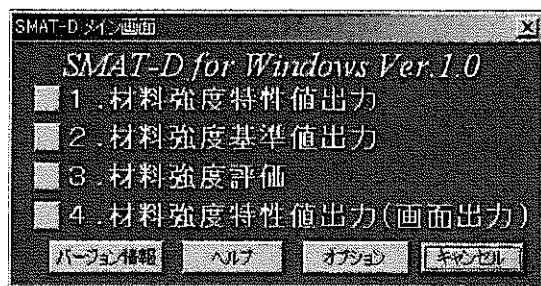 SMAT-D メイン画面
SMAT-D for Windows Ver.1.0
1.材料強度特性値出力
2.材料強度基準値出力
3.材料強度評価
4.材料強度特性値出力(画面出力)
バージョン情報 ヘルプ オプション キャンセル